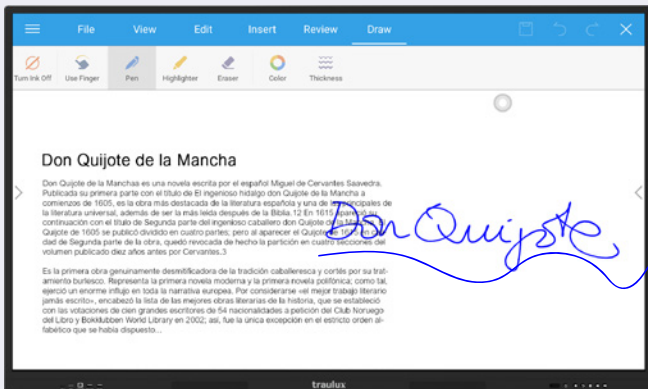 File View Edit Insert Review Draw
Turn Ink Off Use Finger Pen Highlighter Eraser Color Thickness
Don Quijote de la Mancha
Don Quijote de la Manchaa es una novela escrita por el español Miguel de Cervantes Saavedra.
Publicada su primera parte con el título de El ingenioso hidalgo don Quijote de la Mancha a
comienzos de 1605, es la obra más destacada de la literatura española y una de las principales de
la literatura universal, además de ser la más leída después de la Biblia.12 En 1615 apareció su
continuación con el título de Segunda parte del ingenioso caballero don Quijote de la Mancha. El
Quijote de 1605 se publicó dividido en cuatro partes; pero al aparecer el Quijote de 1615 en cali-
dad de Segunda parte de la obra, quedó revocada de hecho la partición en cuatro secciones del
volumen publicado diez años antes por Cervantes.3
Don Quijote
Es la primera obra genuinamente desmitificadora de la tradición caballeresca y cortés por su trat-
amiento burlesco. Representa la primera novela moderna y la primera novela polifónica; como tal,
ejerció un enorme influjo en toda la narrativa europea. Por considerarse «el mejor trabajo literario
jamás escrito», encabezó la lista de las mejores obras literarias de la historia, que se estableció
con las votaciones de cien grandes escritores de 54 nacionalidades a petición del Club Noruego
del Libro y Bokklubben World Library en 2002; así, fue la única excepción en el estricto orden al-
fabético que se había dispuesto...
traulux